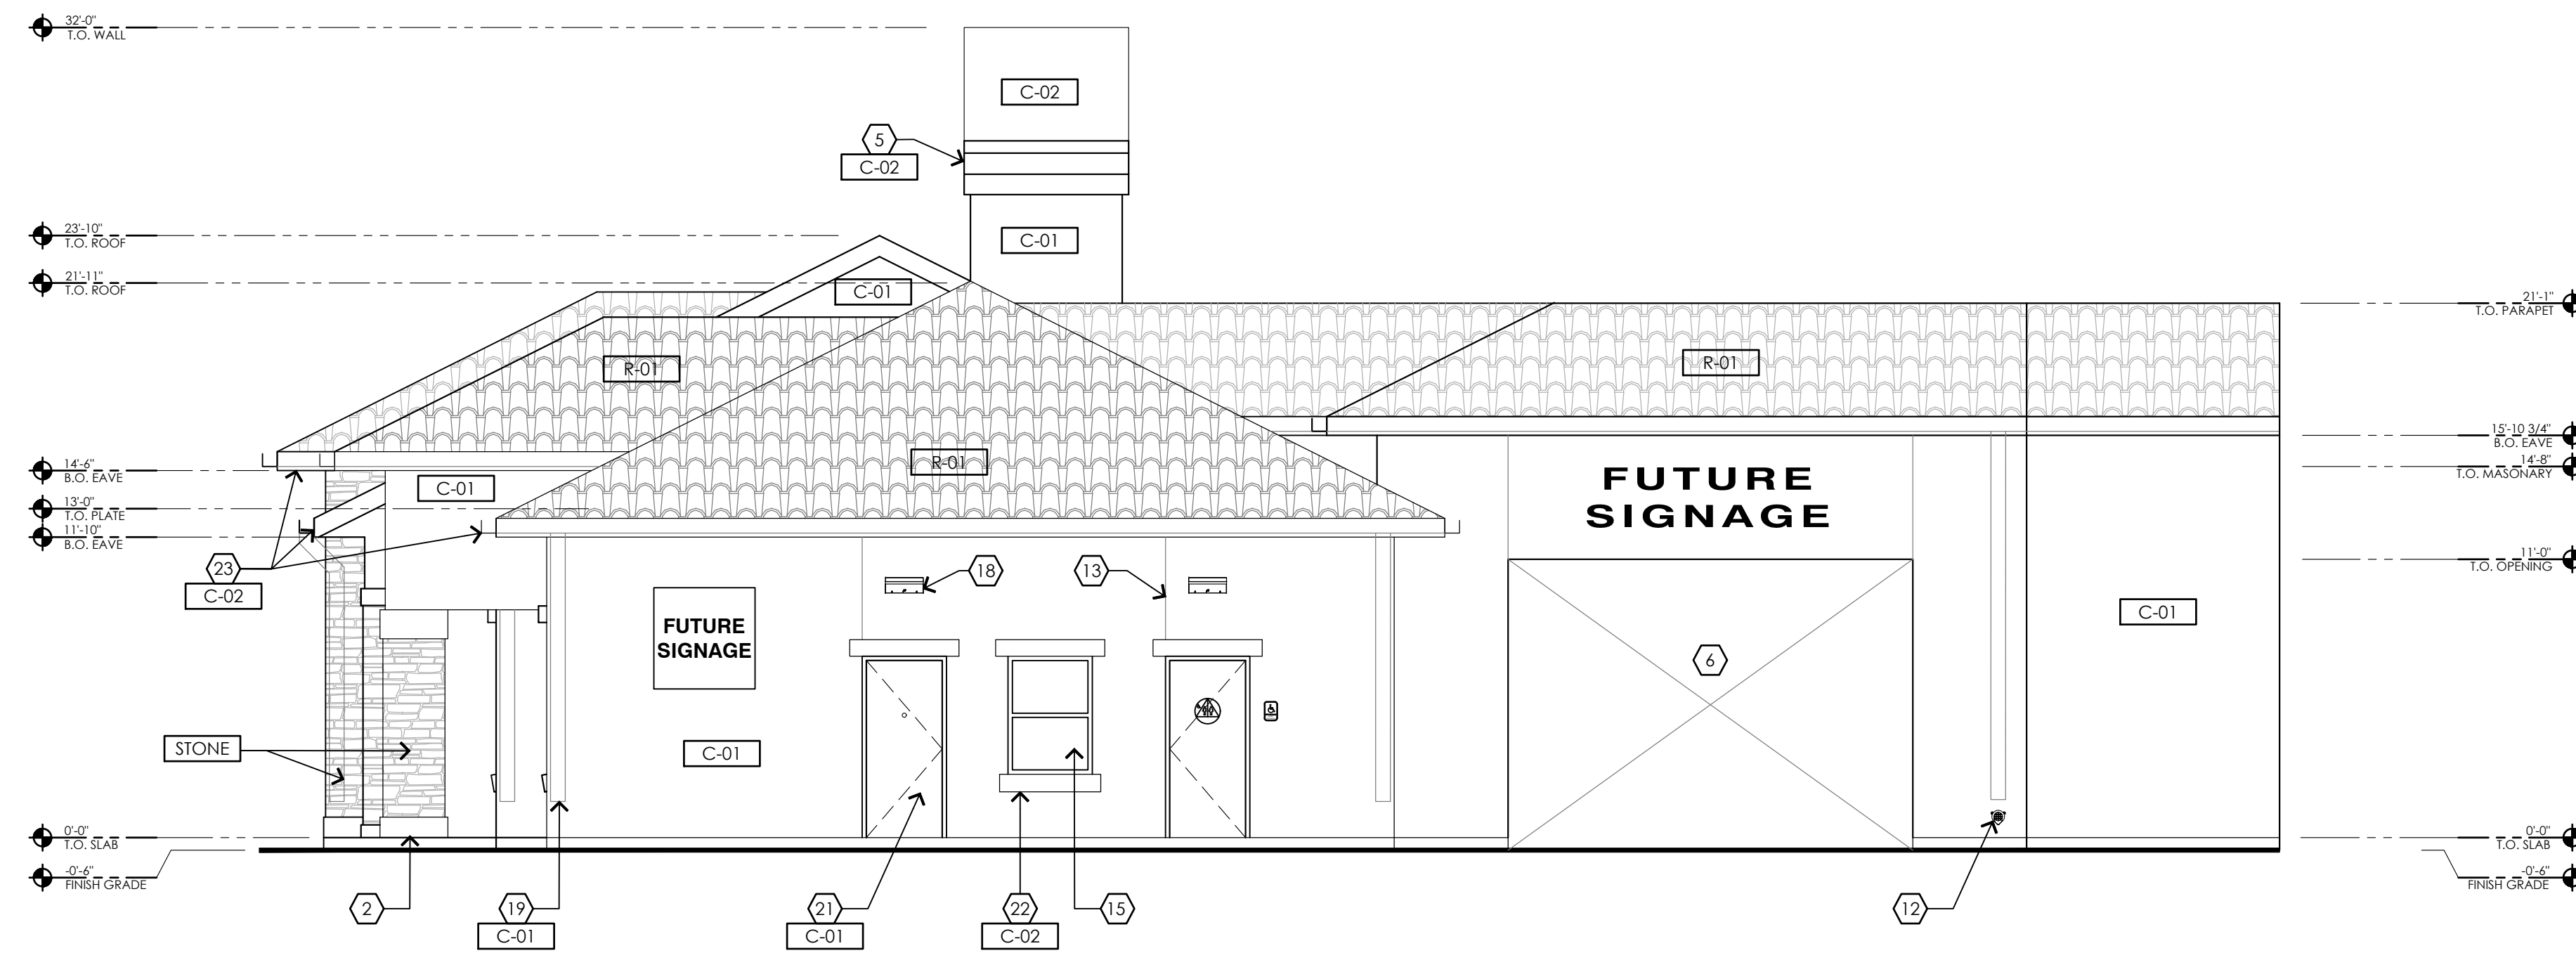 32'-0"
T.O. WALL
C-02
5
C-02
23'-10"
T.O. ROOF
C-01
21'-11"
T.O. ROOF
C-01
21'-1"
T.O. PARAPET
R-01
R-01
R-01
15'-10 3/4"
B.O. EAVE
14'-8"
T.O. MASONARY
14'-6"
B.O. EAVE
C-01
13'-0"
T.O. PLATE
11'-10"
B.O. EAVE
FUTURE
SIGNAGE
11'-0"
T.O. OPENING
23
C-02
18
13
FUTURE
SIGNAGE
C-01
6
STONE
C-01
0'-0"
T.O. SLAB
-0'-6"
FINISH GRADE
0'-0"
T.O. SLAB
-0'-6"
FINISH GRADE
2
19
C-01
21
C-01
22
C-02
15
12